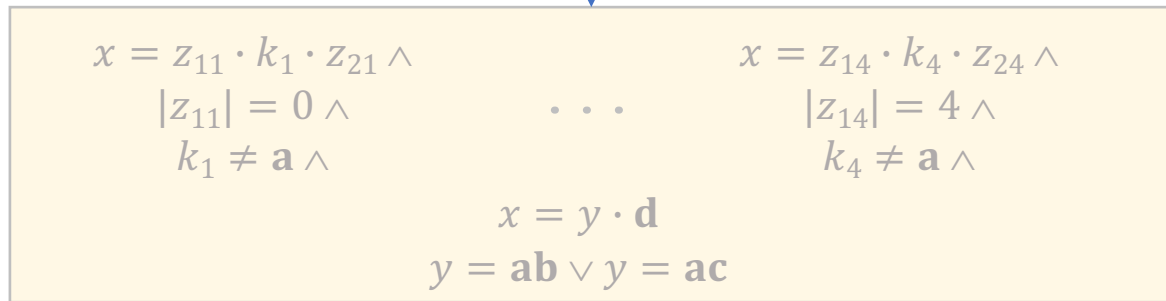 x = z₁₁ · k₁ · z₂₁ ∧ x = z₁₄ · k₄ · z₂₄ ∧
|z₁₁| = 0 ∧ · · · |z₁₄| = 4 ∧
k₁ ≠ a ∧ k₄ ≠ a ∧
x = y · d
y = ab ∨ y = ac